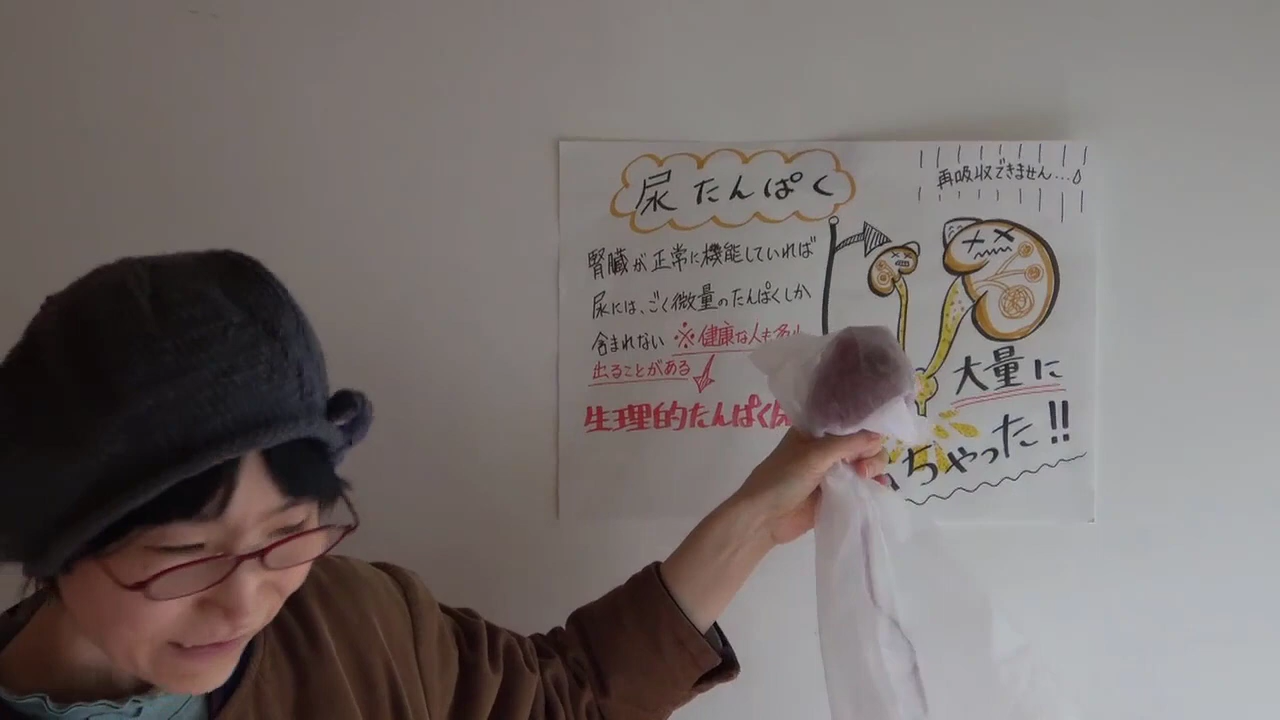 尿たんぱく
腎臓が正常に機能していれば
尿には、ごく微量のたんぱくしか
含まれない ※健康な人も多少
出ることがある
生理的たんぱく尿
再吸収できません…
大量に
ちゃった!!